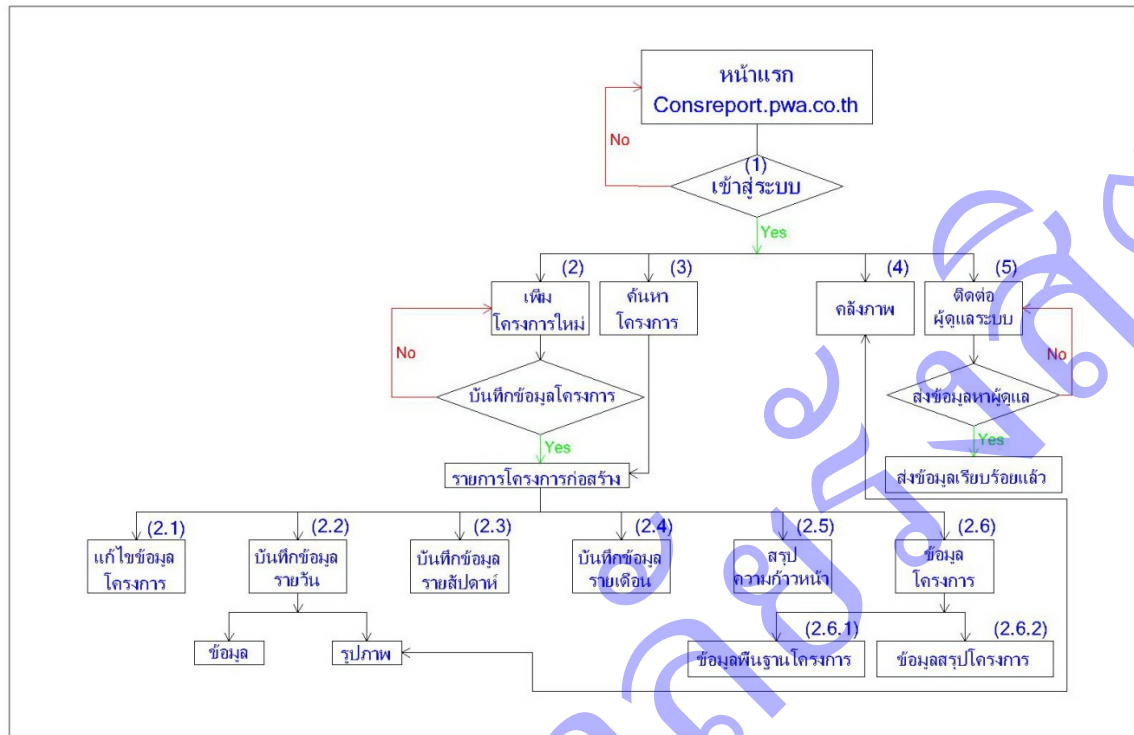 หน้าแรก
Consreport.pwa.co.th
No
(1)
เข้าสู่ระบบ
Yes
(2)
(3)
(4)
(5)
เพิ่ม
โครงการใหม่
ค้นหา
โครงการ
คลังภาพ
ติดต่อ
ผู้ดูแลระบบ
No
No
บันทึกข้อมูลโครงการ
ส่งข้อมูลหาผู้ดูแล
Yes
Yes
รายการโครงการก่อสร้าง
ส่งข้อมูลเรียบร้อยแล้ว
(2.1)
(2.2)
(2.3)
(2.4)
(2.5)
(2.6)
แก้ไขข้อมูล
โครงการ
บันทึกข้อมูล
รายวัน
บันทึกข้อมูล
รายสัปดาห์
บันทึกข้อมูล
รายเดือน
สรุป
ความก้าวหน้า
ข้อมูล
โครงการ
(2.6.1)
(2.6.2)
ข้อมูล
รูปภาพ
ข้อมูลพื้นฐานโครงการ
ข้อมูลสรุปโครงการ